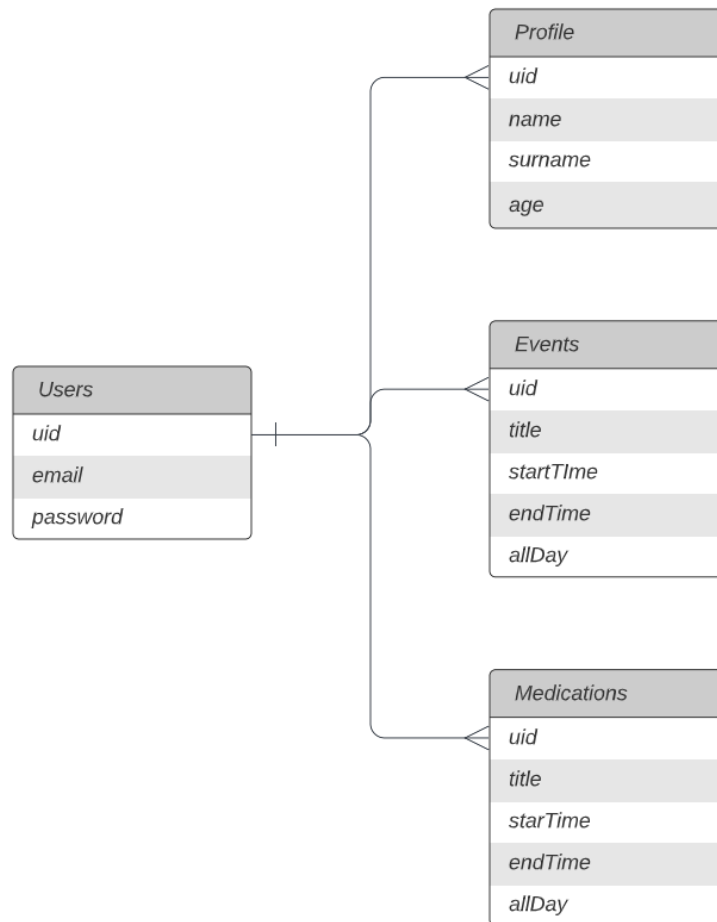 Profile
uid
name
surname
age
Events
uid
title
startTIme
endTime
allDay
Users
uid
email
password
Medications
uid
title
starTime
endTime
allDay